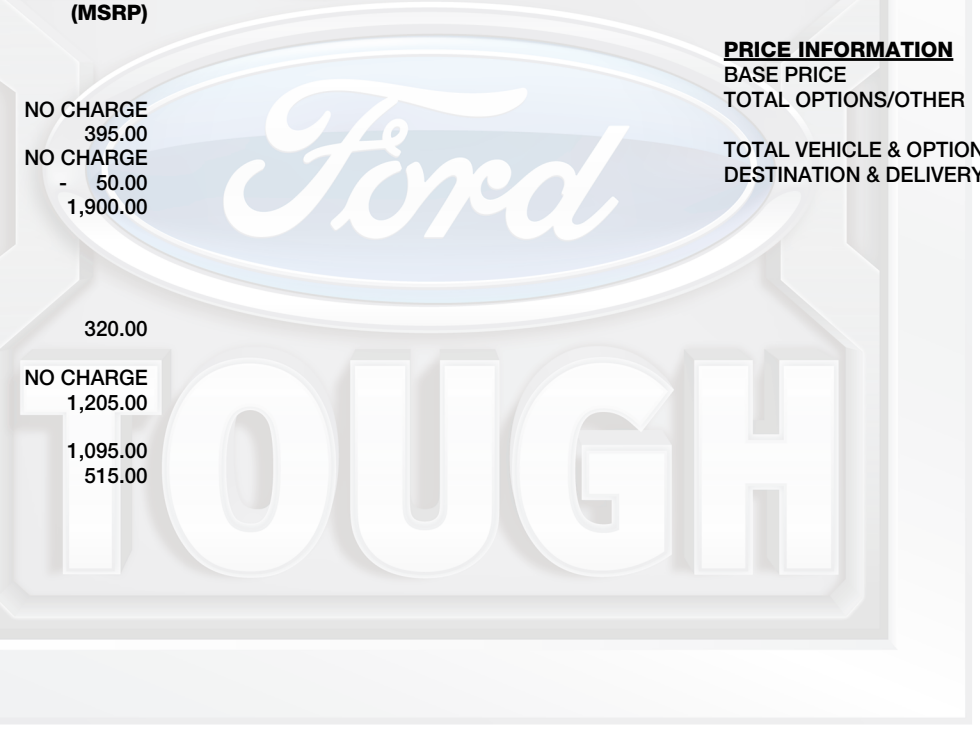 (MSRP)
NO CHARGE
395.00
NO CHARGE
- 50.00
1,900.00
320.00
NO CHARGE
1,205.00
1,095.00
515.00
PRICE INFORMATION
BASE PRICE
TOTAL OPTIONS/OTHER
TOTAL VEHICLE & OPTION
DESTINATION & DELIVERY
Ford
TOUGH